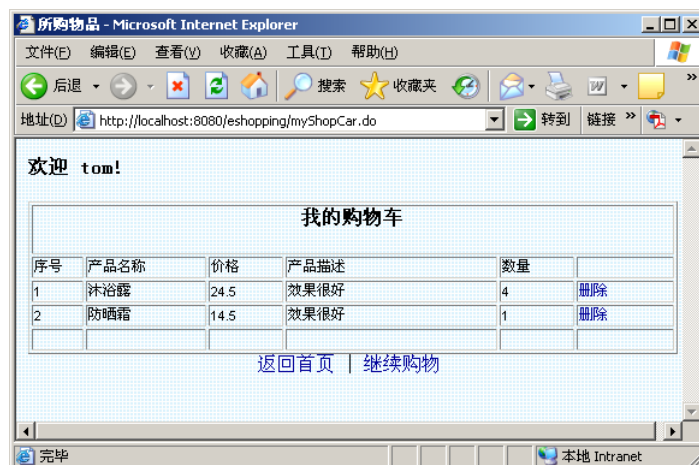 所购物品 - Microsoft Internet Explorer
文件(F) 编辑(E) 查看(V) 收藏(A) 工具(T) 帮助(H)
后退 搜索 收藏夹 »
地址(D) http://localhost:8080/eshopping/myShopCar.do 转到 链接 »
欢迎 tom!
我的购物车
序号 产品名称 价格 产品描述 数量
1 沐浴露 24.5 效果很好 4 删除
2 防晒霜 14.5 效果很好 1 删除
返回首页 | 继续购物
完毕 本地 Intranet